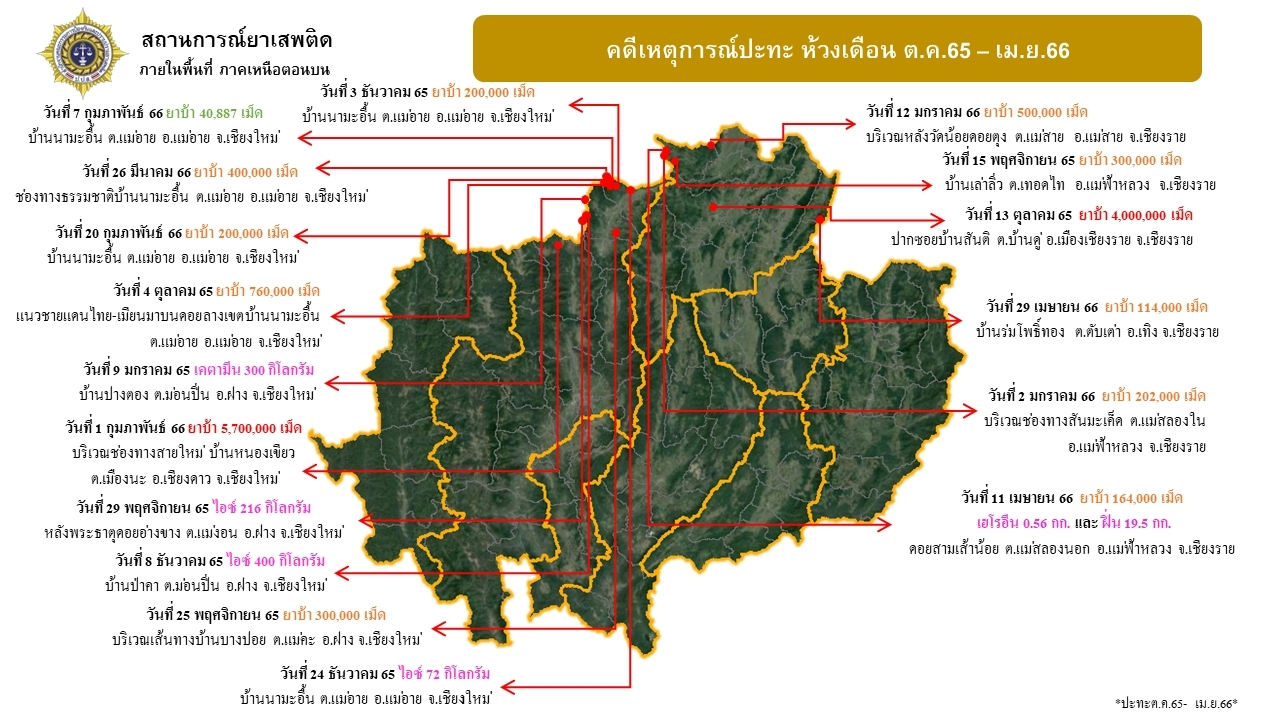 สถานการณ์ยาเสพติด
ภายในพื้นที่ ภาคเหนือตอนบน
คดีเหตุการณ์ปะทะ ห้วงเดือน ต.ค.65 – เม.ย.66
วันที่ 3 ธันวาคม 65 ยาบ้า 200,000 เม็ด
บ้านนามะอื้น ต.แม่อาย อ.แม่อาย จ.เชียงใหม่
วันที่ 7 กุมภาพันธ์ 66 ยาบ้า 40,887 เม็ด
บ้านนามะอื้น ต.แม่อาย อ.แม่อาย จ.เชียงใหม่
วันที่ 26 มีนาคม 66 ยาบ้า 400,000 เม็ด
ช่องทางธรรมชาติบ้านนามะอื้น ต.แม่อาย อ.แม่อาย จ.เชียงใหม่
วันที่ 20 กุมภาพันธ์ 66 ยาบ้า 200,000 เม็ด
บ้านนามะอื้น ต.แม่อาย อ.แม่อาย จ.เชียงใหม่
วันที่ 4 ตุลาคม 65 ยาบ้า 760,000 เม็ด
แนวชายแดนไทย-เมียนมาบนดอยลางเขตบ้านนามะอื้น
ต.แม่อาย อ.แม่อาย จ.เชียงใหม่
วันที่ 9 มกราคม 65 เคตามีน 300 กิโลกรัม
บ้านปางตอง ต.ม่อนปิ่น อ.ฝาง จ.เชียงใหม่
วันที่ 1 กุมภาพันธ์ 66 ยาบ้า 5,700,000 เม็ด
บริเวณช่องทางสายใหม่ บ้านหนองเขียว
ต.เมืองนะ อ.เชียงดาว จ.เชียงใหม่
วันที่ 29 พฤศจิกายน 65 ไอซ์ 216 กิโลกรัม
หลังพระธาตุดอยอ่างขาง ต.แม่งอน อ.ฝาง จ.เชียงใหม่
วันที่ 8 ธันวาคม 65 ไอซ์ 400 กิโลกรัม
บ้านป่าคา ต.ม่อนปิ่น อ.ฝาง จ.เชียงใหม่
วันที่ 25 พฤศจิกายน 65 ยาบ้า 300,000 เม็ด
บริเวณเส้นทางบ้านบางปอย ต.แม่คะ อ.ฝาง จ.เชียงใหม่
วันที่ 24 ธันวาคม 65 ไอซ์ 72 กิโลกรัม
บ้านนามะอื้น ต.แม่อาย อ.แม่อาย จ.เชียงใหม่
วันที่ 12 มกราคม 66 ยาบ้า 500,000 เม็ด
บริเวณหลังวัดน้อยดอยตุง ต.แม่สาย อ.แม่สาย จ.เชียงราย
วันที่ 15 พฤศจิกายน 65 ยาบ้า 300,000 เม็ด
บ้านเล่าลิ่ว ต.เทอดไท อ.แม่ฟ้าหลวง จ.เชียงราย
วันที่ 13 ตุลาคม 65 ยาบ้า 4,000,000 เม็ด
ปากซอยบ้านสันติ ต.บ้านดู่ อ.เมืองเชียงราย จ.เชียงราย
วันที่ 29 เมษายน 66 ยาบ้า 114,000 เม็ด
บ้านร่มโพธิ์ทอง ต.ตับเต่า อ.เทิง จ.เชียงราย
วันที่ 2 มกราคม 66 ยาบ้า 202,000 เม็ด
บริเวณช่องทางสันมะเค็ด ต.แม่สลองใน
อ.แม่ฟ้าหลวง จ.เชียงราย
วันที่ 11 เมษายน 66 ยาบ้า 164,000 เม็ด
เฮโรอีน 0.56 กก. และ ฝิ่น 19.5 กก.
ดอยสามเส้าน้อย ต.แม่สลองนอก อ.แม่ฟ้าหลวง จ.เชียงราย
*ปะทะต.ค.65- เม.ย.66*